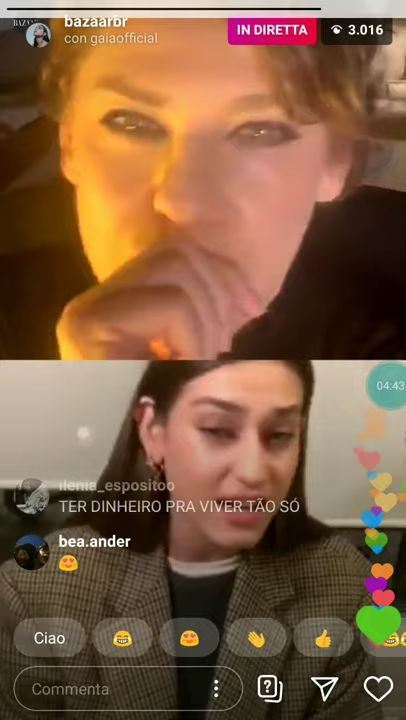 BAZAAR
bazaarbr
con gaiaofficial
IN DIRETTA
3.016
04:43
ilenia_espositoo
TER DINHEIRO PRA VIVER TÃO SÓ
bea.ander
Ciao
Commenta